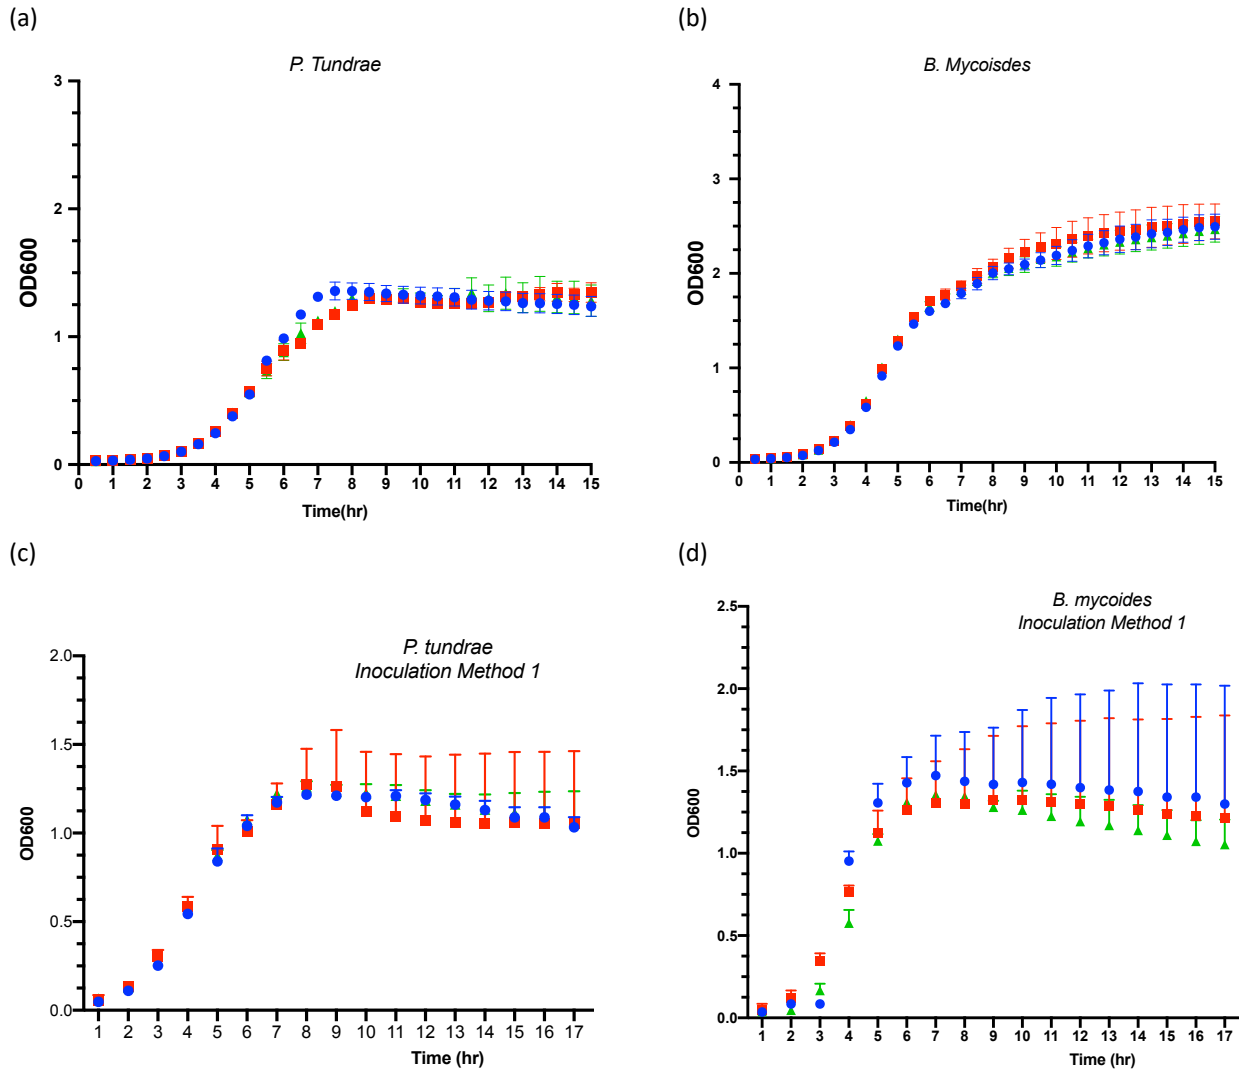 (a)
P. Tundrae
3
2
1
0
OD600
0 1 2 3 4 5 6 7 8 9 10 11 12 13 14 15
Time(hr)
(b)
B. Mycoisdes
4
3
2
1
0
OD600
0 1 2 3 4 5 6 7 8 9 10 11 12 13 14 15
Time(hr)
(c)
P. tundrae
Inoculation Method 1
2.0
1.5
1.0
0.5
0.0
OD600
1 2 3 4 5 6 7 8 9 10 11 12 13 14 15 16 17
Time (hr)
(d)
B. mycoides
Inoculation Method 1
2.5
2.0
1.5
1.0
0.5
0.0
OD600
1 2 3 4 5 6 7 8 9 10 11 12 13 14 15 16 17
Time (hr)